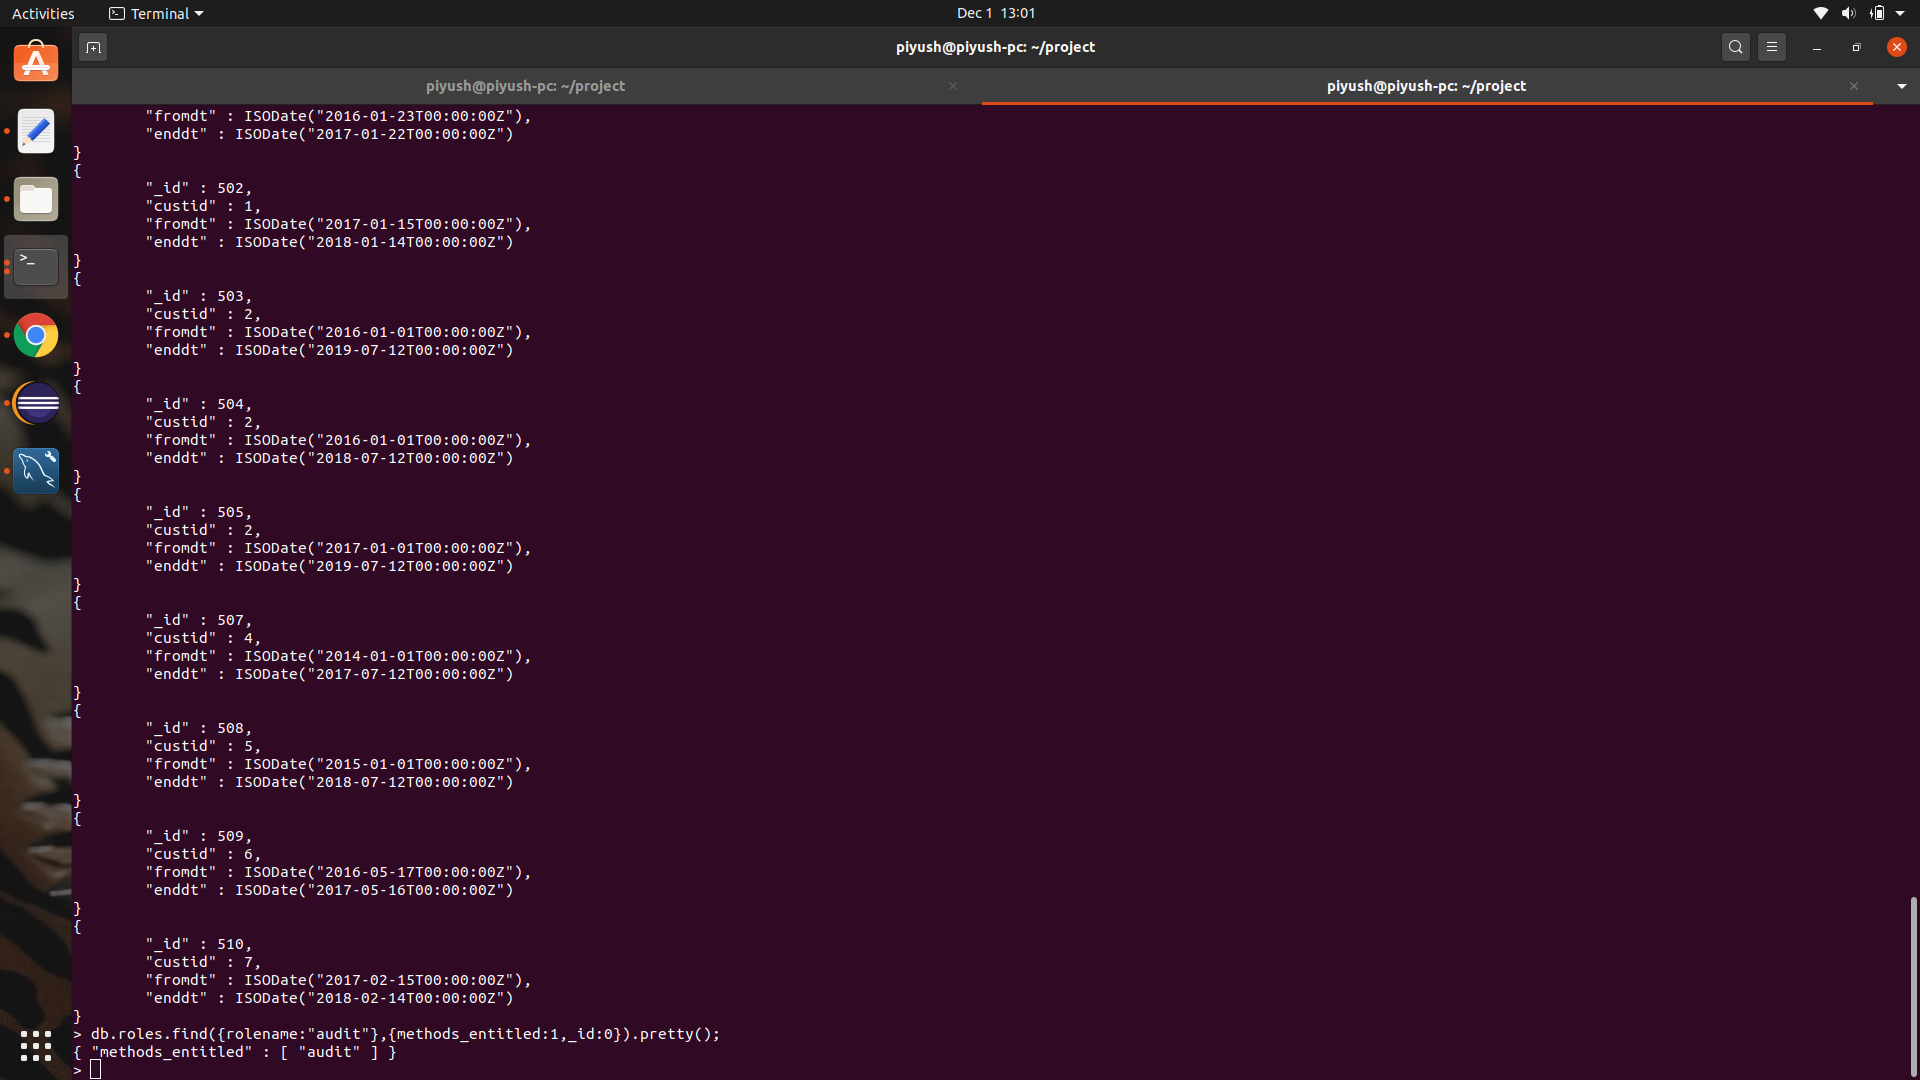 Activities
Terminal
Dec 1 13:01
piyush@piyush-pc: ~/project
piyush@piyush-pc: ~/project
piyush@piyush-pc: ~/project
"fromdt" : ISODate("2016-01-23T00:00:00Z"),
"enddt" : ISODate("2017-01-22T00:00:00Z")
}
{
"_id" : 502,
"custid" : 1,
"fromdt" : ISODate("2017-01-15T00:00:00Z"),
"enddt" : ISODate("2018-01-14T00:00:00Z")
}
{
"_id" : 503,
"custid" : 2,
"fromdt" : ISODate("2016-01-01T00:00:00Z"),
"enddt" : ISODate("2019-07-12T00:00:00Z")
}
{
"_id" : 504,
"custid" : 2,
"fromdt" : ISODate("2016-01-01T00:00:00Z"),
"enddt" : ISODate("2018-07-12T00:00:00Z")
}
{
"_id" : 505,
"custid" : 2,
"fromdt" : ISODate("2017-01-01T00:00:00Z"),
"enddt" : ISODate("2019-07-12T00:00:00Z")
}
{
"_id" : 507,
"custid" : 4,
"fromdt" : ISODate("2014-01-01T00:00:00Z"),
"enddt" : ISODate("2017-07-12T00:00:00Z")
}
{
"_id" : 508,
"custid" : 5,
"fromdt" : ISODate("2015-01-01T00:00:00Z"),
"enddt" : ISODate("2018-07-12T00:00:00Z")
}
{
"_id" : 509,
"custid" : 6,
"fromdt" : ISODate("2016-05-17T00:00:00Z"),
"enddt" : ISODate("2017-05-16T00:00:00Z")
}
{
"_id" : 510,
"custid" : 7,
"fromdt" : ISODate("2017-02-15T00:00:00Z"),
"enddt" : ISODate("2018-02-14T00:00:00Z")
}
> db.roles.find({rolename:"audit"},{methods_entitled:1,_id:0}).pretty();
{ "methods_entitled" : [ "audit" ] }
>